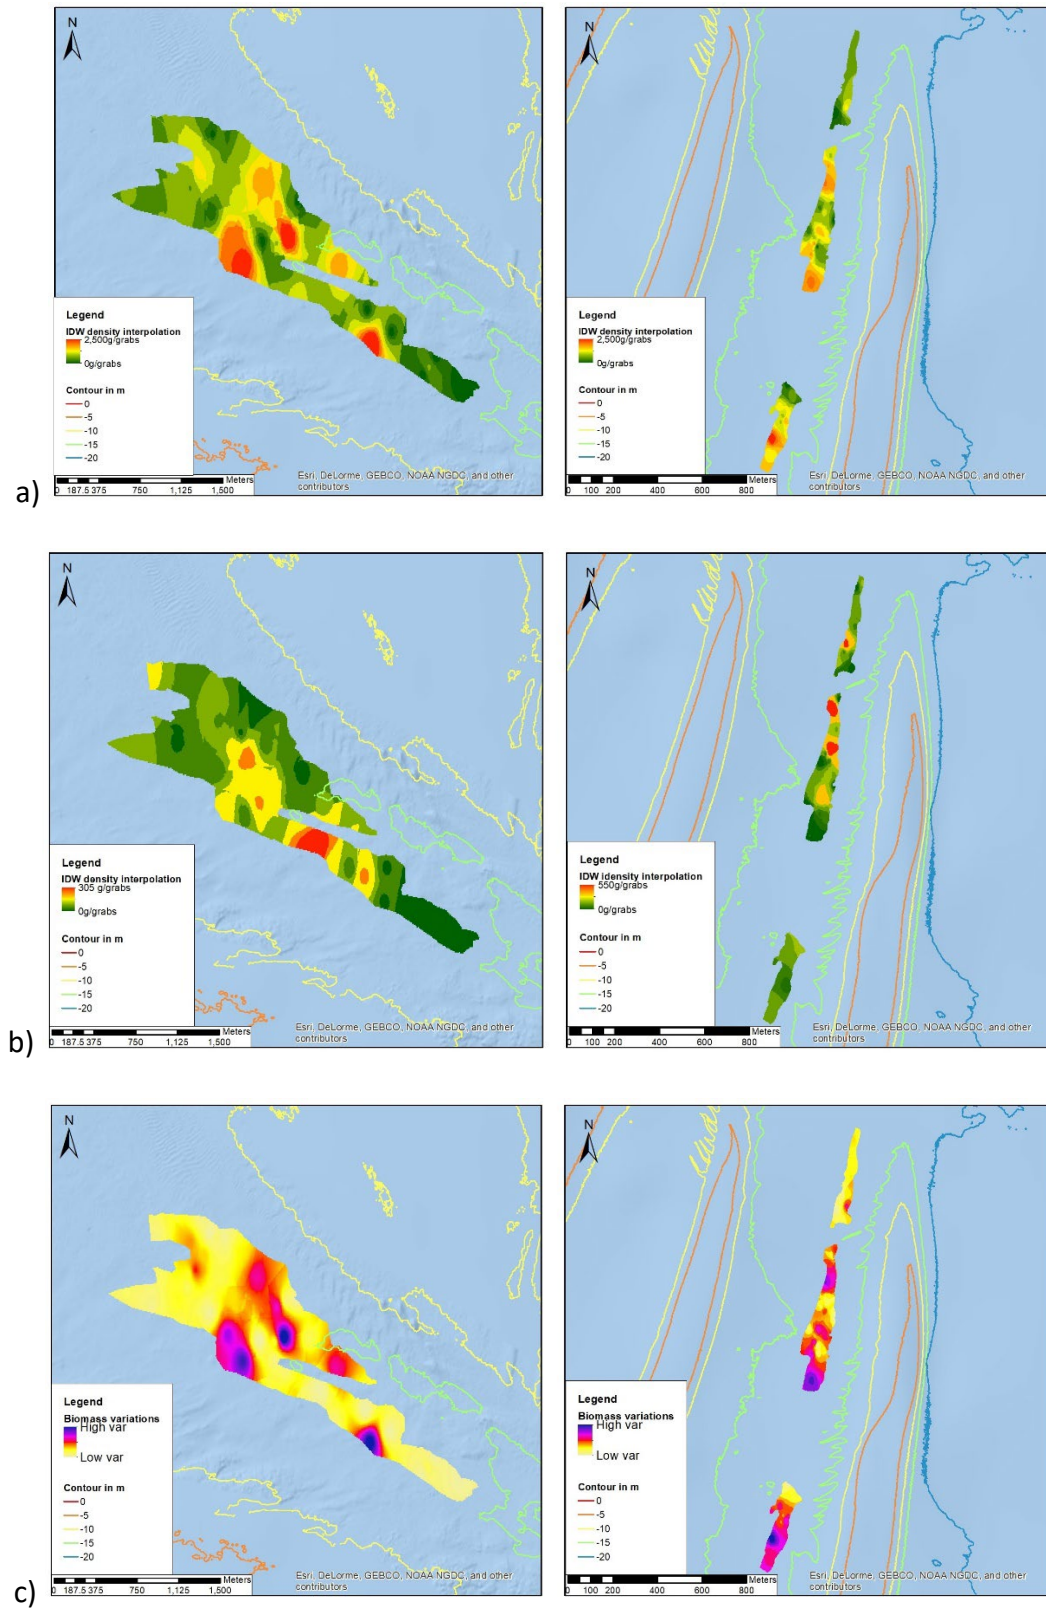 N
Legend
IDW density interpolation
2,500g/grabs
0g/grabs
Contour in m
0
-5
-10
-15
-20
Meters
0 187.5 375 750 1,125 1,500
Esri, DeLorme, GEBCO, NOAA NGDC, and other
contributors
N
Legend
IDW density interpolation
2,500g/grabs
0g/grabs
Contour in m
0
-5
-10
-15
-20
Meters
0 100 200 400 600 800
Esri, DeLorme, GEBCO, NOAA NGDC, and other
contributors
a)
N
Legend
IDW density interpolation
305 g/grabs
0g/grabs
Contour in m
0
-5
-10
-15
-20
Meters
0 187.5 375 750 1,125 1,500
Esri, DeLorme, GEBCO, NOAA NGDC, and other
contributors
N
Legend
IDW idensity interpolation
550g/grabs
0g/grabs
Contour in m
0
-5
-10
-15
-20
Meters
0 100 200 400 600 800
Esri, DeLorme, GEBCO, NOAA NGDC, and other
contributors
b)
N
Legend
Biomass variations
High var
Low var
Contour in m
0
-5
-10
-15
-20
Meters
0 187.5 375 750 1,125 1,500
Esri, DeLorme, GEBCO, NOAA NGDC, and other
contributors
N
Legend
Biomass variations
High var
Low var
Contour in m
0
-5
-10
-15
-20
Meters
0 100 200 400 600 800
Esri, DeLorme, GEBCO, NOAA NGDC, and other
contributors
c)